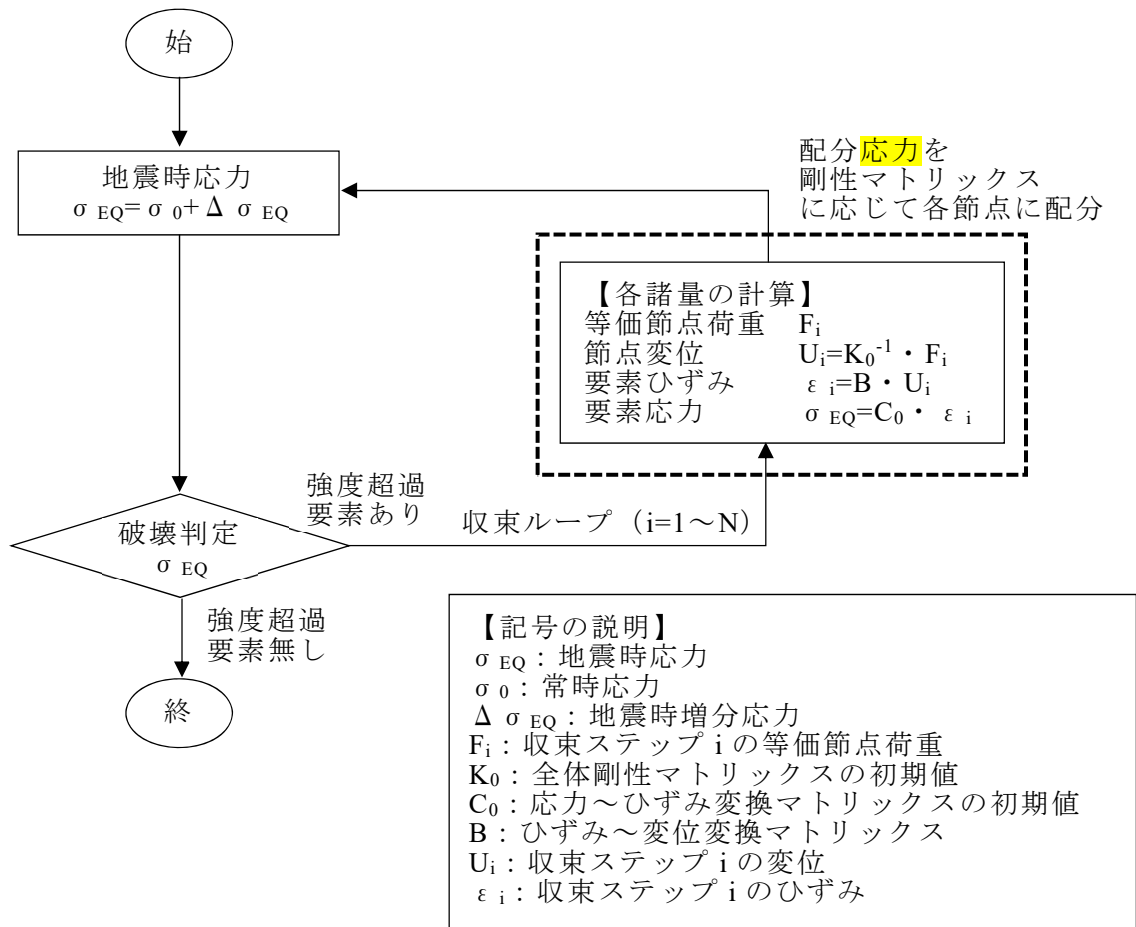 始
地震時応力
σ EQ=σ 0+Δ σ EQ
配分応力を
剛性マトリックス
に応じて各節点に配分
【各諸量の計算】
等価節点荷重 Fi
節点変位 Ui=K0-1・Fi
要素ひずみ ε i=B・Ui
要素応力 σ EQ=C0・ε i
強度超過
要素あり
収束ループ（i=1～N）
破壊判定
σ EQ
強度超過
要素無し
終
【記号の説明】
σ EQ：地震時応力
σ 0：常時応力
Δ σ EQ：地震時増分応力
Fi：収束ステップ i の等価節点荷重
K0：全体剛性マトリックスの初期値
C0：応力～ひずみ変換マトリックスの初期値
B：ひずみ～変位変換マトリックス
Ui：収束ステップ i の変位
ε i：収束ステップ i のひずみ